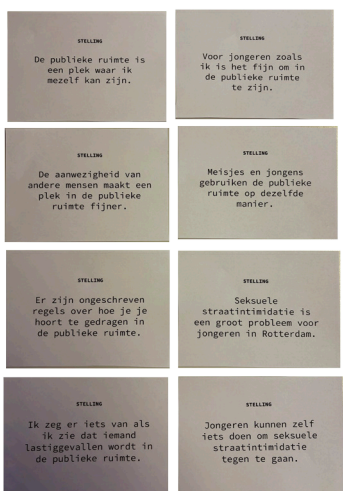 STELLING
De publieke ruimte is
een plek waar ik
mezelf kan zijn.
STELLING
Voor jongeren zoals
ik is het fijn om in
de publieke ruimte
te zijn.
STELLING
De aanwezigheid van
andere mensen maakt een
plek in de publieke
ruimte fijner.
STELLING
Meisjes en jongens
gebruiken de publieke
ruimte op dezelfde
manier.
STELLING
Er zijn ongeschreven
regels over hoe je je
hoort te gedragen in
de publieke ruimte.
STELLING
Seksuele
straatintimidatie is
een groot probleem voor
jongeren in Rotterdam.
STELLING
Ik zeg er iets van als
ik zie dat iemand
lastiggevallen wordt in
de publieke ruimte.
STELLING
Jongeren kunnen zelf
iets doen om seksuele
straatintimidatie
tegen te gaan.